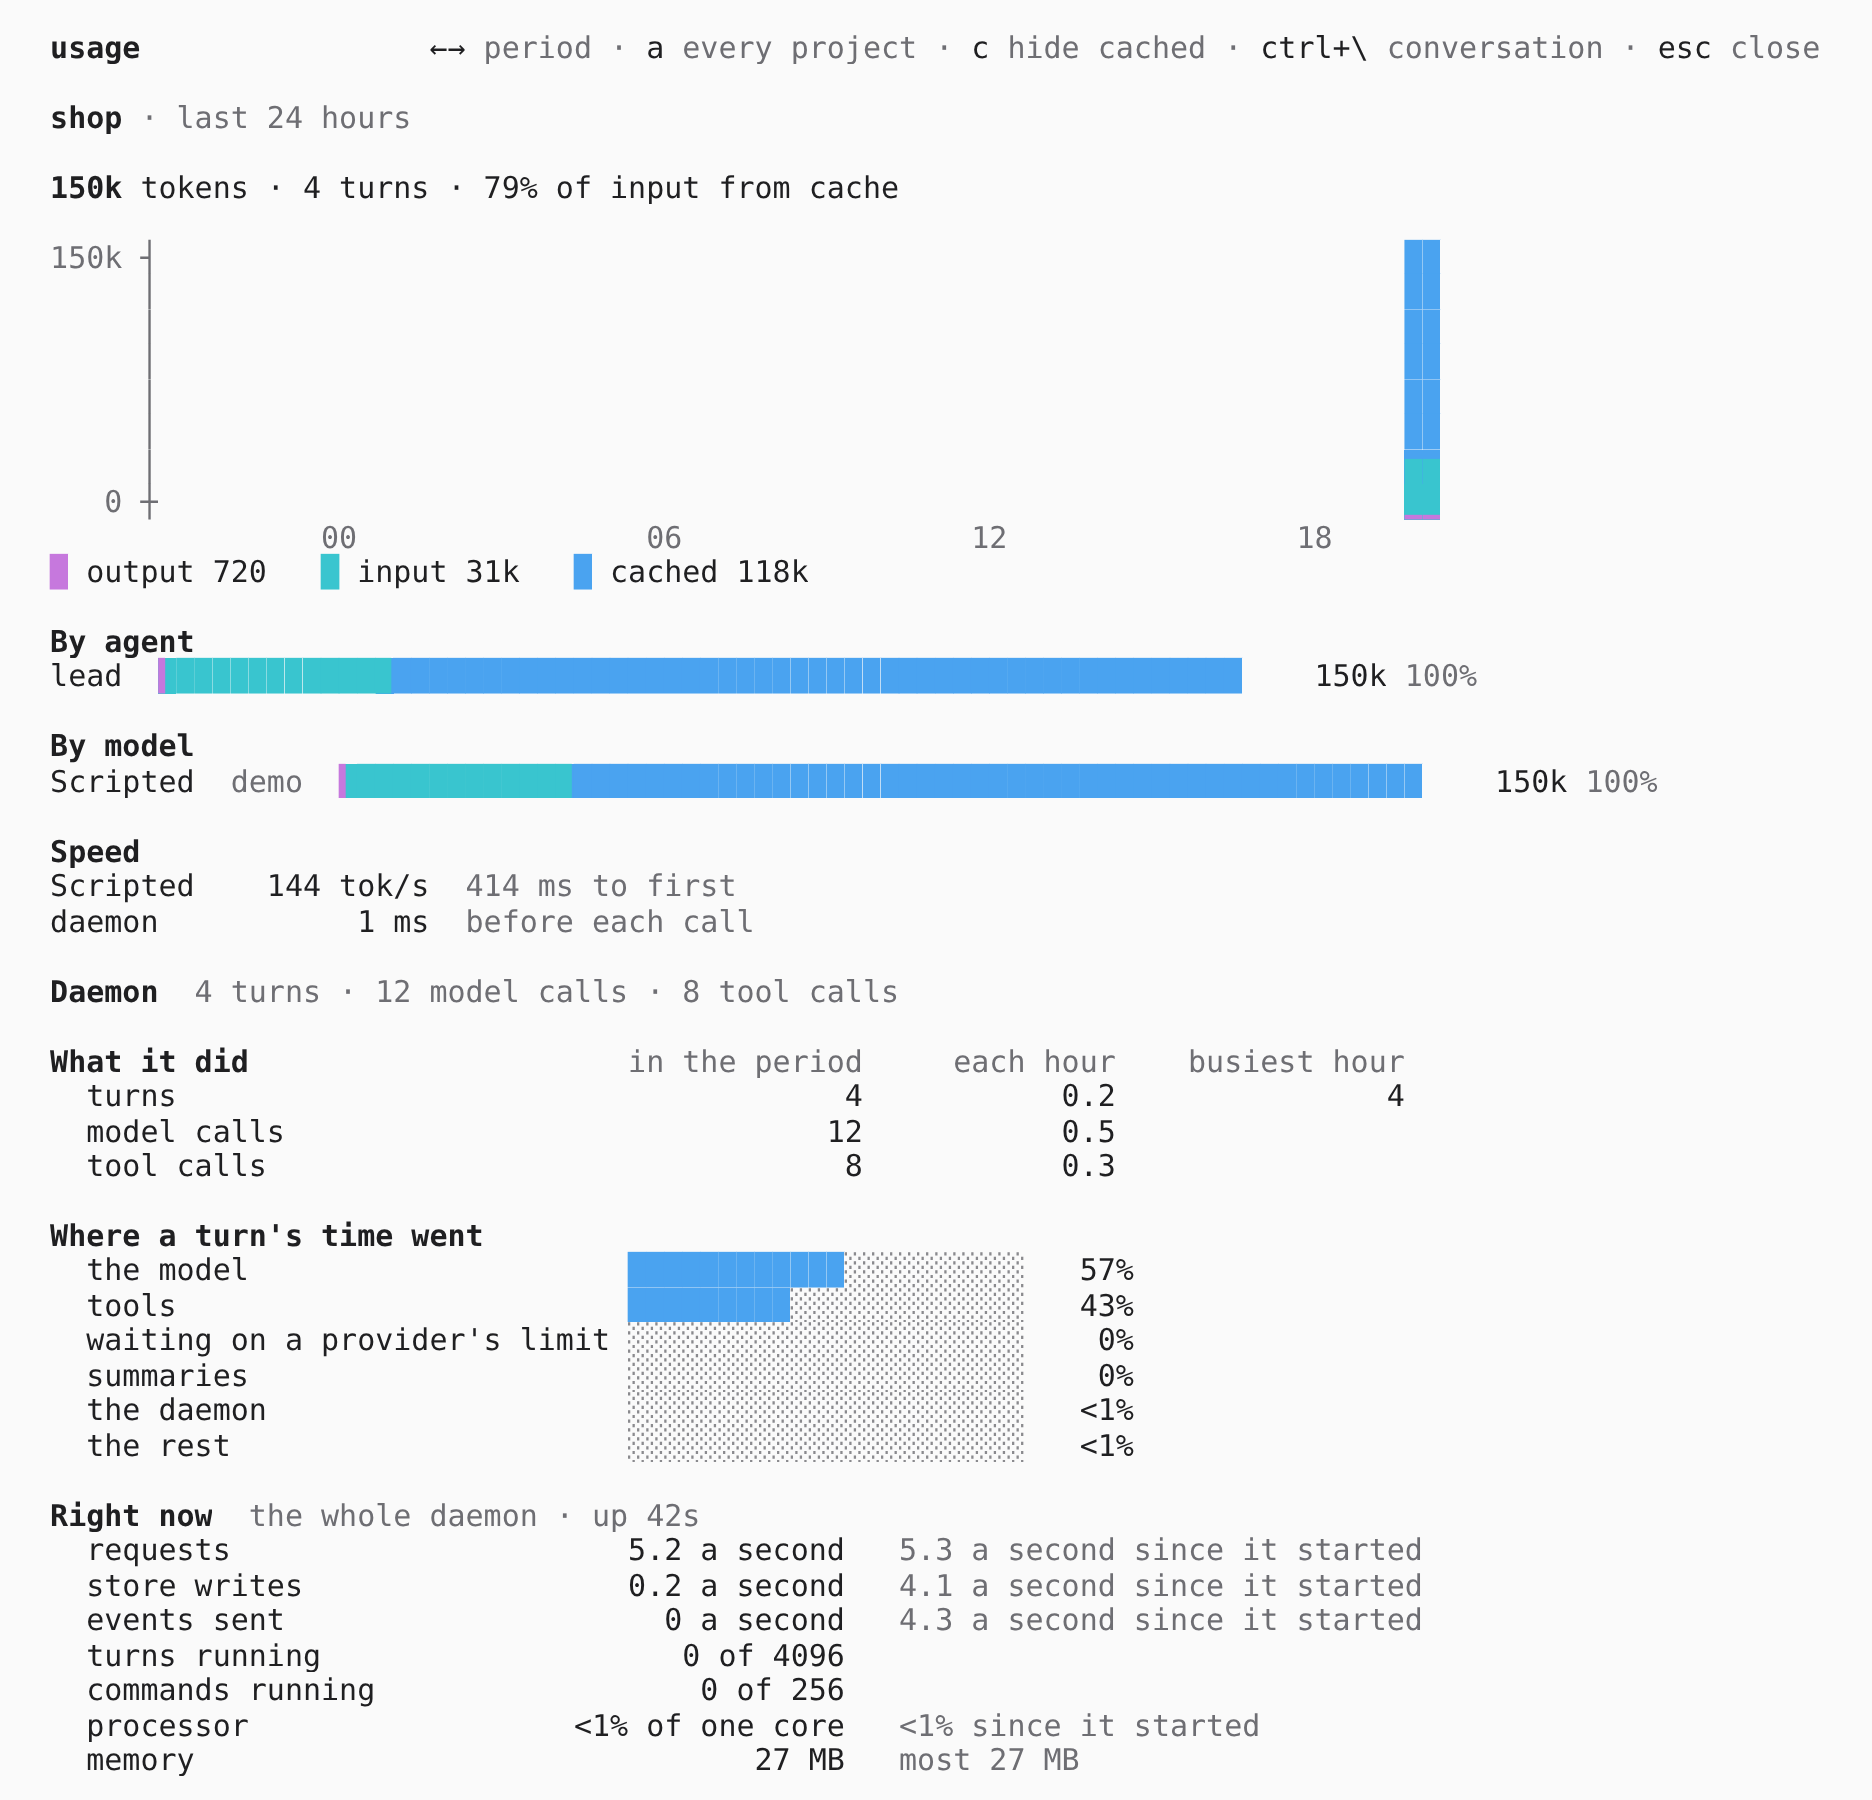 usage ←→ period · a every project · c hide cached · ctrl+\ conversation · esc close
shop · last 24 hours
150k tokens · 4 turns · 79% of input from cache
150k
0
00 06 12 18
output 720 input 31k cached 118k
By agent
lead 150k 100%
By model
Scripted demo 150k 100%
Speed
Scripted 144 tok/s 414 ms to first
daemon 1 ms before each call
Daemon 4 turns · 12 model calls · 8 tool calls
What it did in the period each hour busiest hour
turns 4 0.2 4
model calls 12 0.5
tool calls 8 0.3
Where a turn's time went
the model 57%
tools 43%
waiting on a provider's limit 0%
summaries 0%
the daemon <1%
the rest <1%
Right now the whole daemon · up 42s
requests 5.2 a second 5.3 a second since it started
store writes 0.2 a second 4.1 a second since it started
events sent 0 a second 4.3 a second since it started
turns running 0 of 4096
commands running 0 of 256
processor <1% of one core <1% since it started
memory 27 MB most 27 MB